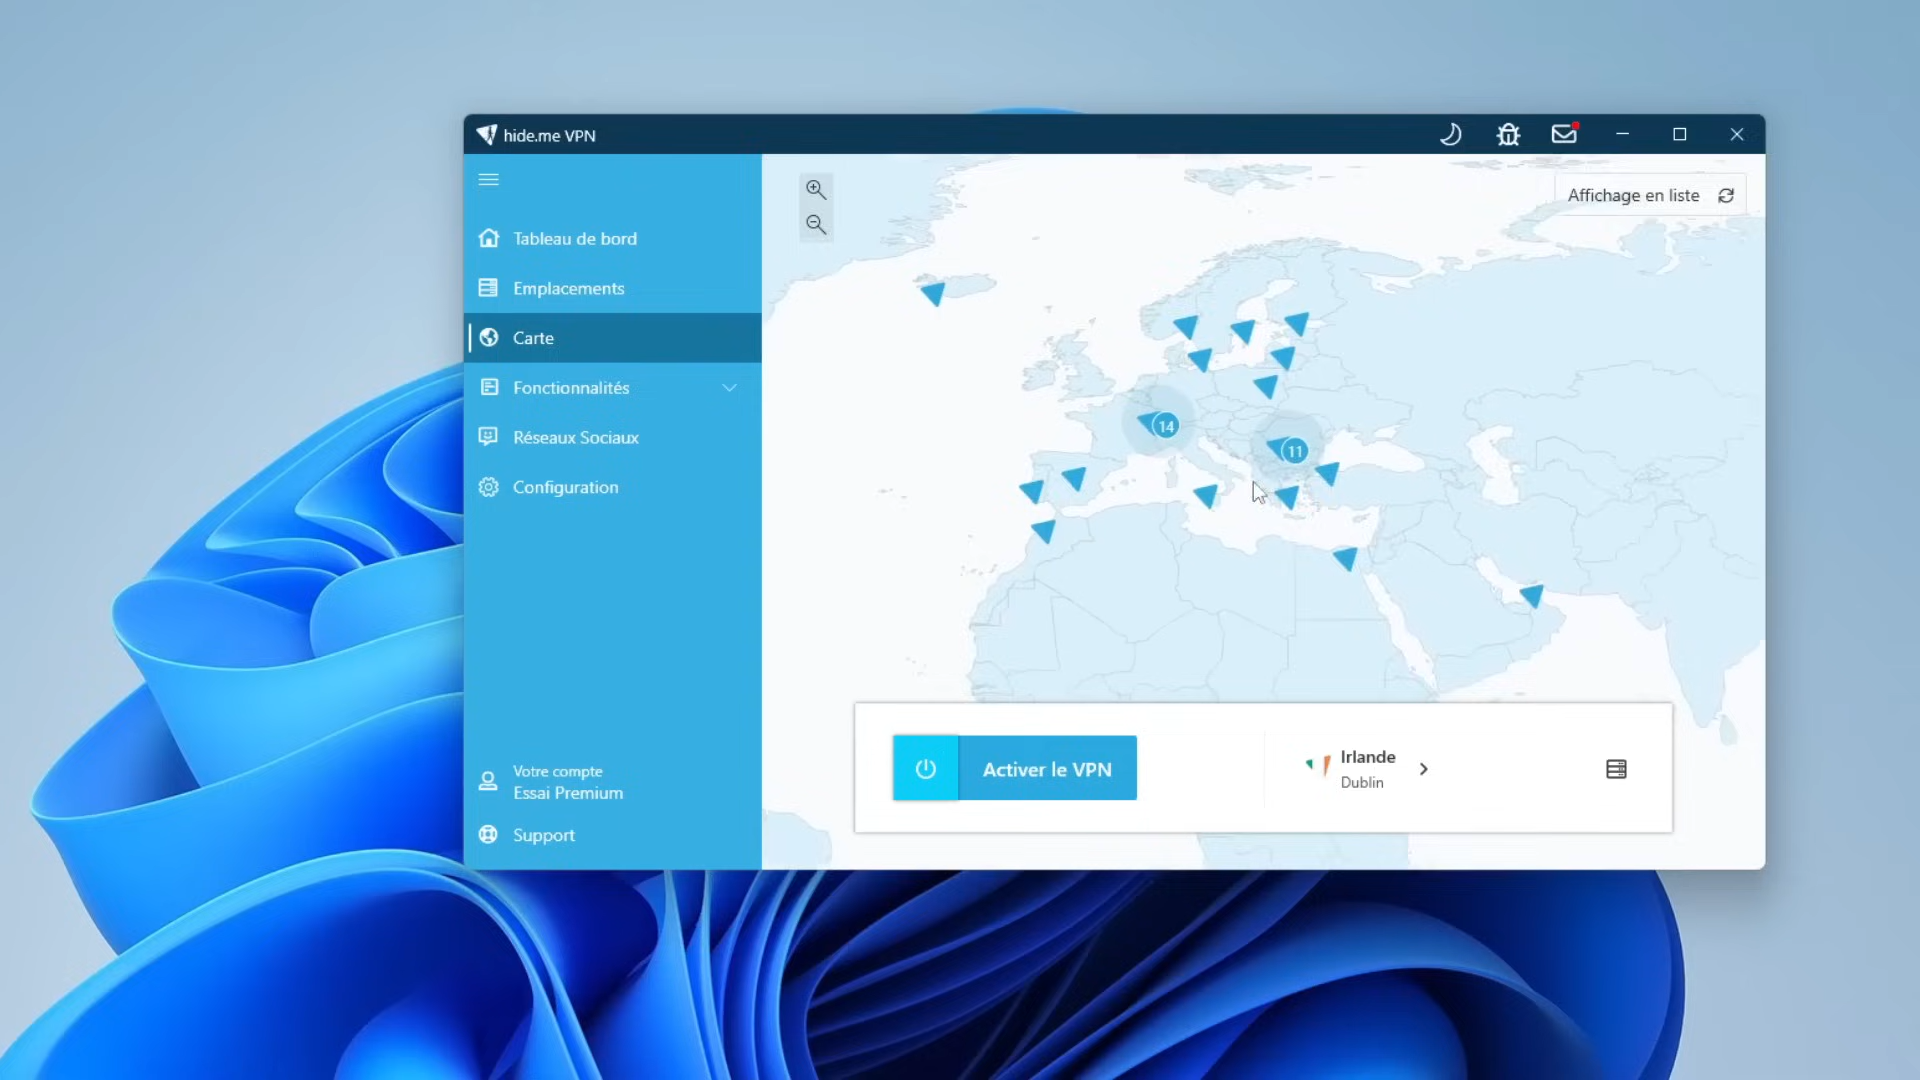 hide.me VPN
Affichage en liste
Tableau de bord
Emplacements
Carte
Fonctionnalités
Réseaux Sociaux
Configuration
14
11
Votre compte
Essai Premium
Support
Activer le VPN
Irlande
Dublin